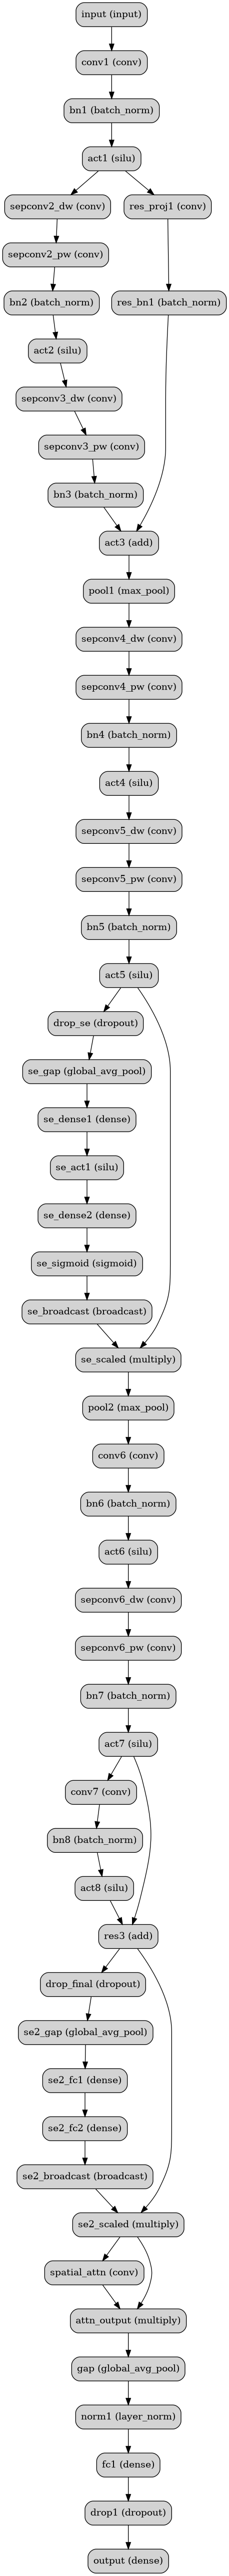 input (input)
conv1 (conv)
bn1 (batch_norm)
act1 (silu)
sepconv2_dw (conv)
res_proj1 (conv)
sepconv2_pw (conv)
bn2 (batch_norm)
res_bn1 (batch_norm)
act2 (silu)
sepconv3_dw (conv)
sepconv3_pw (conv)
bn3 (batch_norm)
act3 (add)
pool1 (max_pool)
sepconv4_dw (conv)
sepconv4_pw (conv)
bn4 (batch_norm)
act4 (silu)
sepconv5_dw (conv)
sepconv5_pw (conv)
bn5 (batch_norm)
act5 (silu)
drop_se (dropout)
se_gap (global_avg_pool)
se_dense1 (dense)
se_act1 (silu)
se_dense2 (dense)
se_sigmoid (sigmoid)
se_broadcast (broadcast)
se_scaled (multiply)
pool2 (max_pool)
conv6 (conv)
bn6 (batch_norm)
act6 (silu)
sepconv6_dw (conv)
sepconv6_pw (conv)
bn7 (batch_norm)
act7 (silu)
conv7 (conv)
bn8 (batch_norm)
act8 (silu)
res3 (add)
drop_final (dropout)
se2_gap (global_avg_pool)
se2_fc1 (dense)
se2_fc2 (dense)
se2_broadcast (broadcast)
se2_scaled (multiply)
spatial_attn (conv)
attn_output (multiply)
gap (global_avg_pool)
norm1 (layer_norm)
fc1 (dense)
drop1 (dropout)
output (dense)